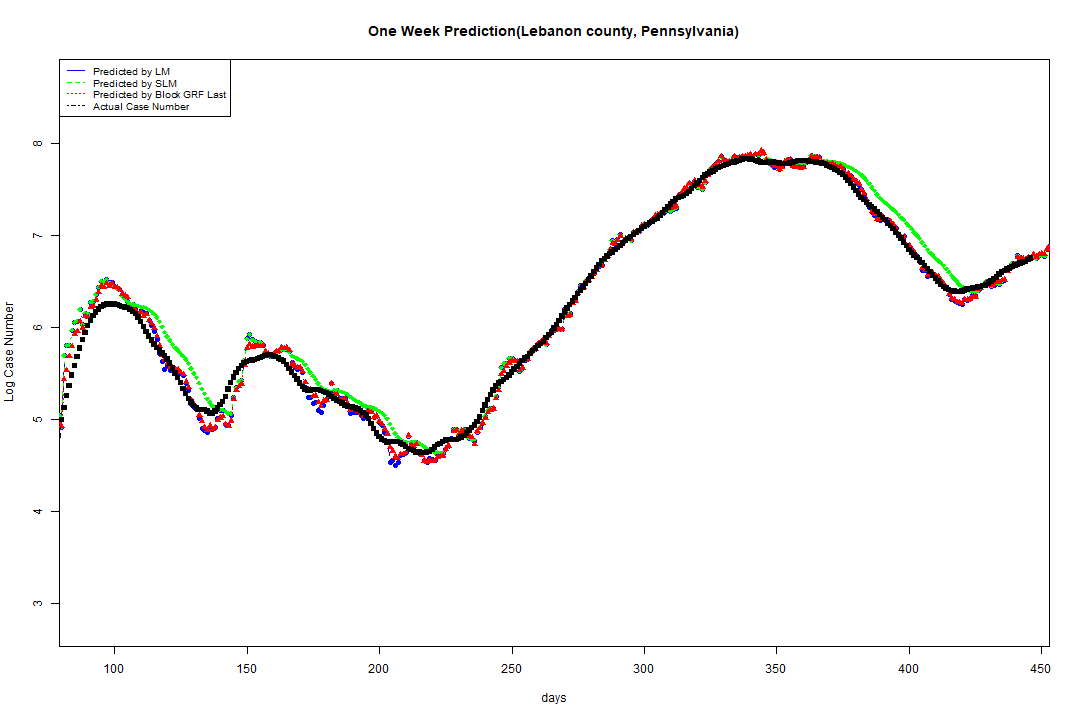 One Week Prediction(Lebanon county, Pennsylvania)
Predicted by LM
Predicted by SLM
Predicted by Block GRF Last
Actual Case Number
8
7
6
5
4
3
Log Case Number
100 150 200 250 300 350 400 450
days